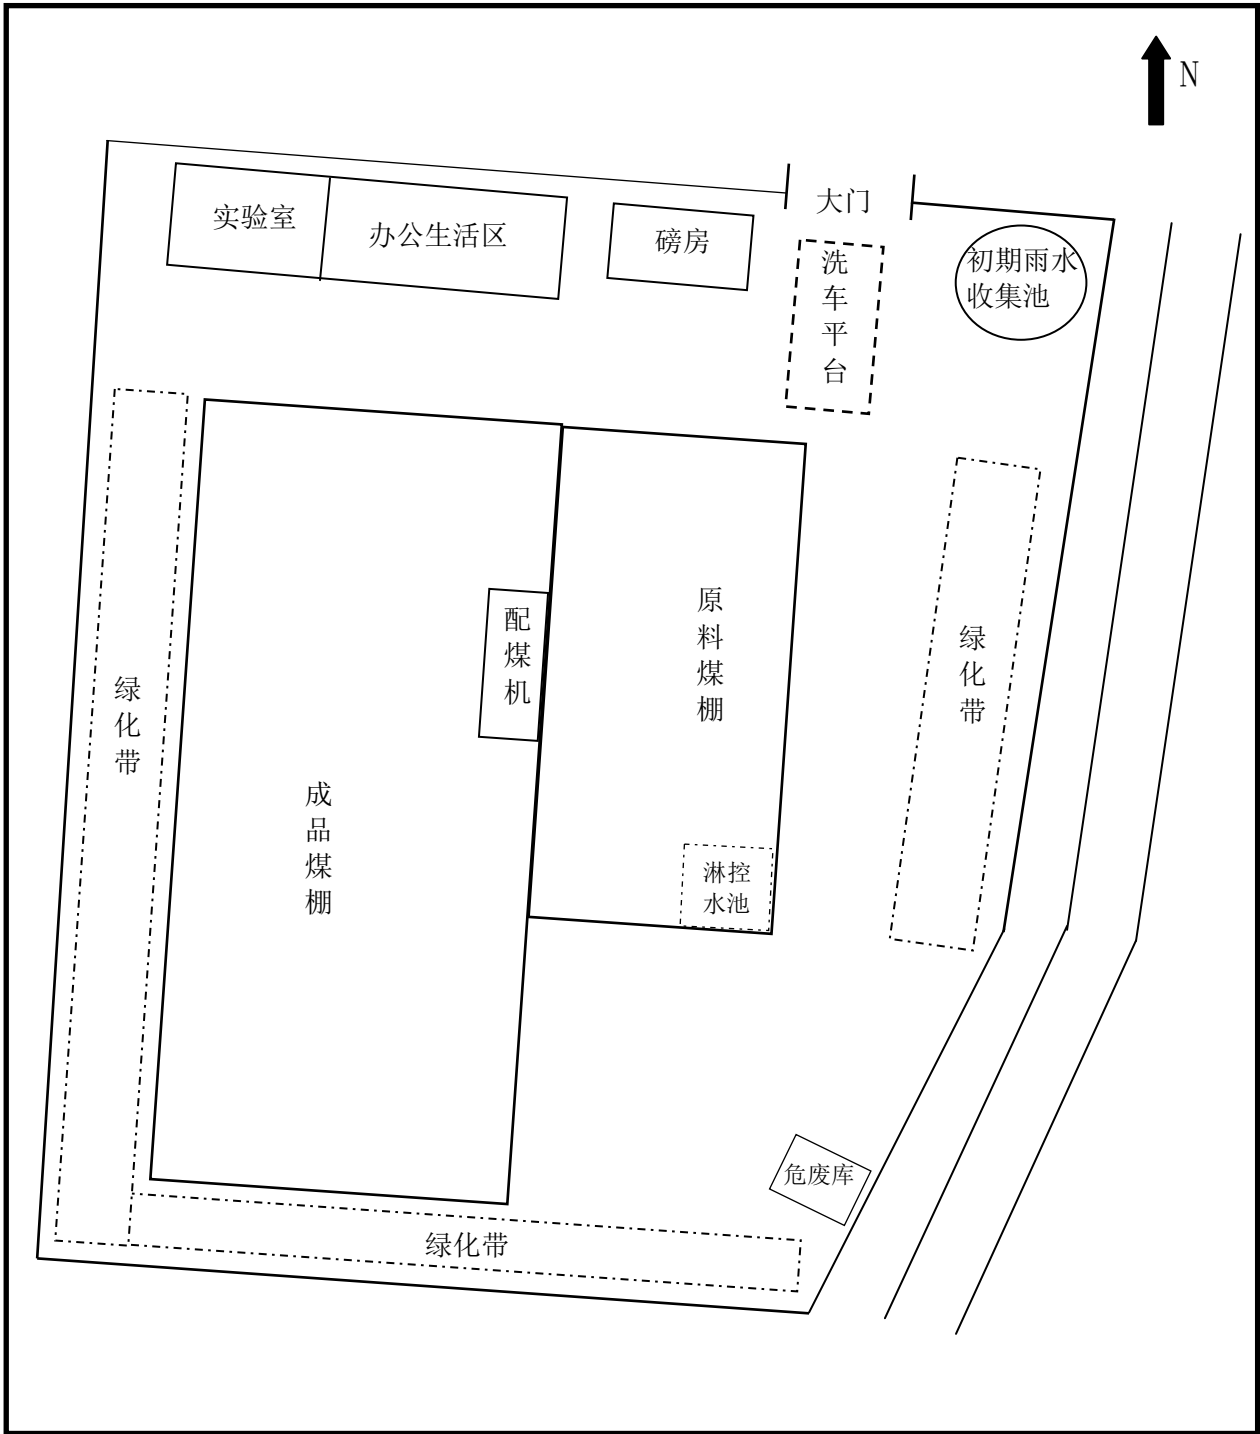 N
大门
实验室
办公生活区
磅房
洗车平台
初期雨水
收集池
配煤机
原料煤棚
绿化带
绿化带
成品煤棚
淋控
水池
危废库
绿化带